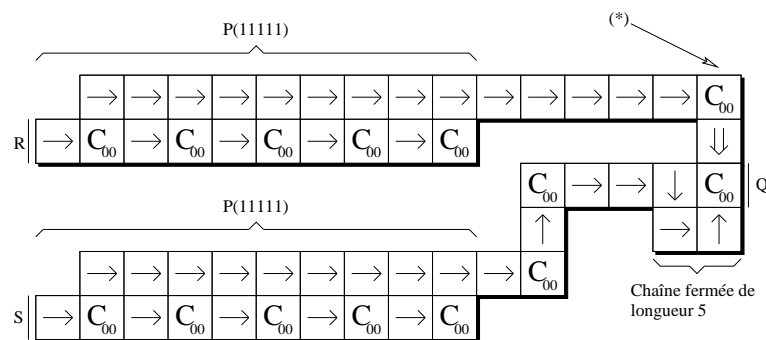 (*)
P(11111)
C00
R C00 C00 C00 C00 C00
C00 C00 Q
P(11111)
C00
Chaîne fermée de
longueur 5
S C00 C00 C00 C00 C00